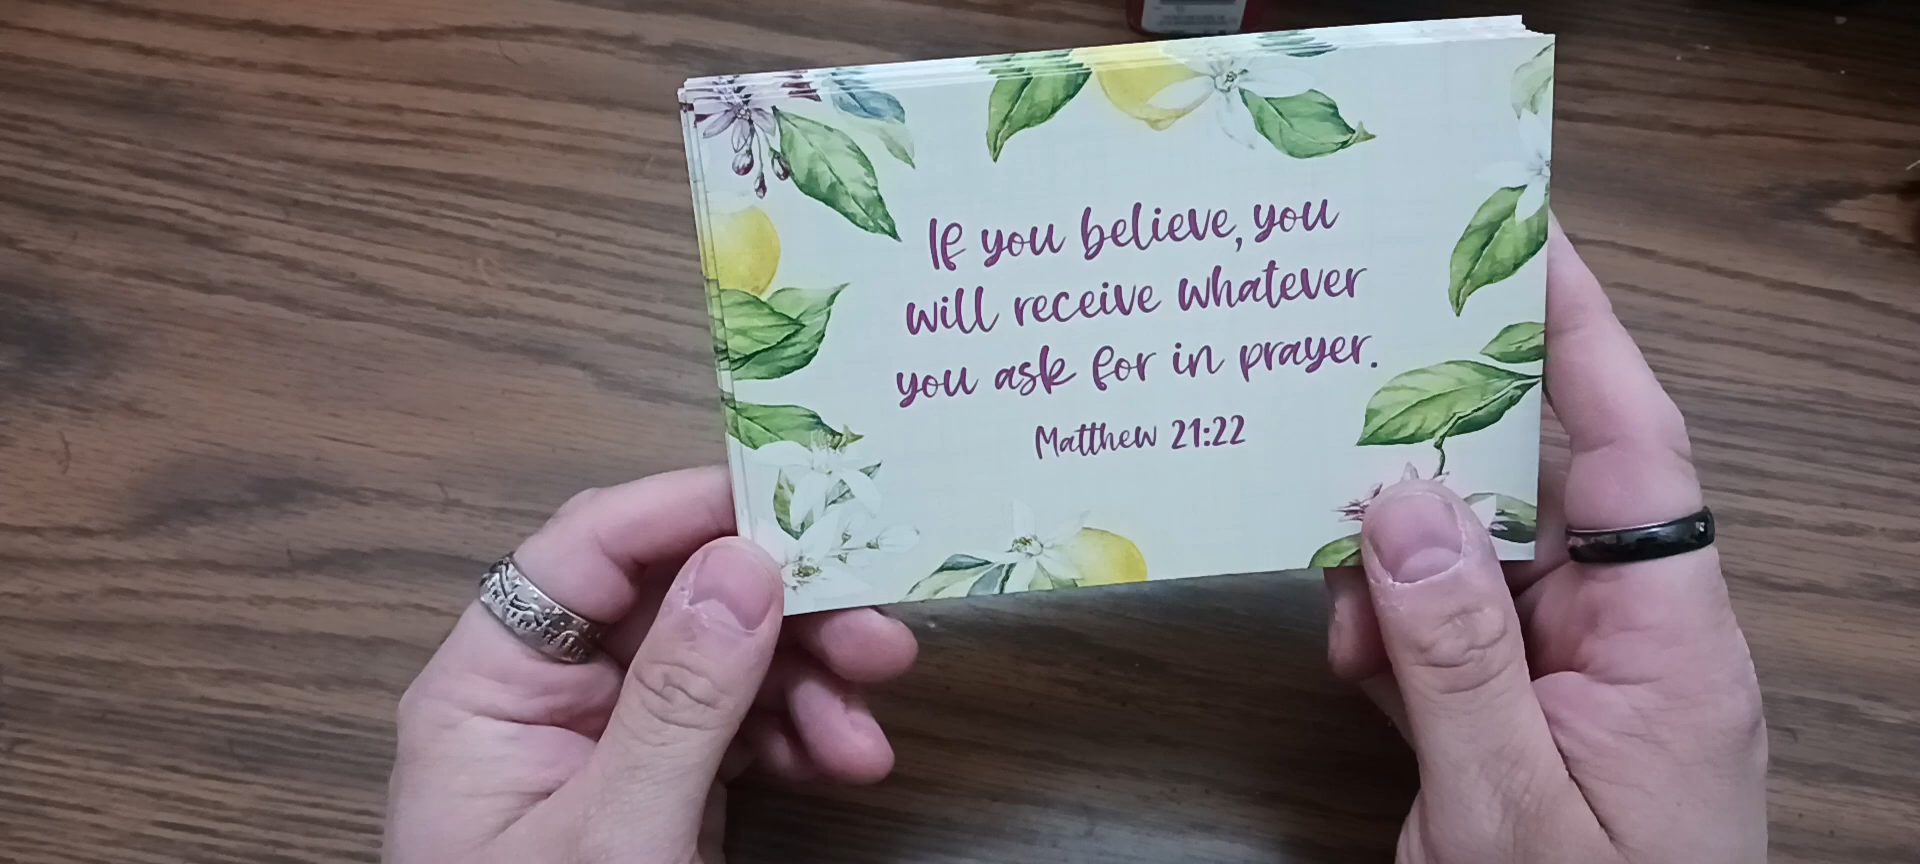 If you believe, you
will receive whatever
you ask for in prayer.
Matthew 21:22